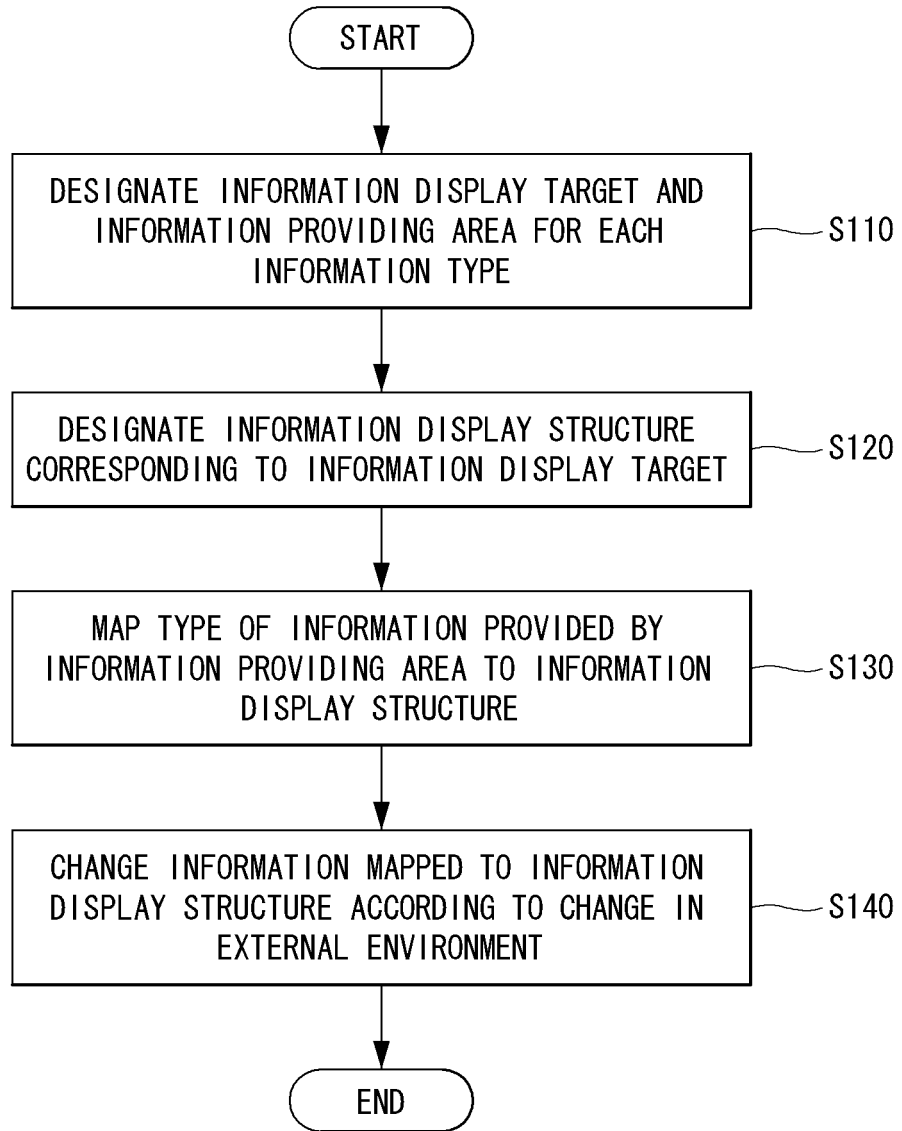 START
DESIGNATE INFORMATION DISPLAY TARGET AND
INFORMATION PROVIDING AREA FOR EACH
INFORMATION TYPE
S110
DESIGNATE INFORMATION DISPLAY STRUCTURE
CORRESPONDING TO INFORMATION DISPLAY TARGET
S120
MAP TYPE OF INFORMATION PROVIDED BY
INFORMATION PROVIDING AREA TO INFORMATION
DISPLAY STRUCTURE
S130
CHANGE INFORMATION MAPPED TO INFORMATION
DISPLAY STRUCTURE ACCORDING TO CHANGE IN
EXTERNAL ENVIRONMENT
S140
END